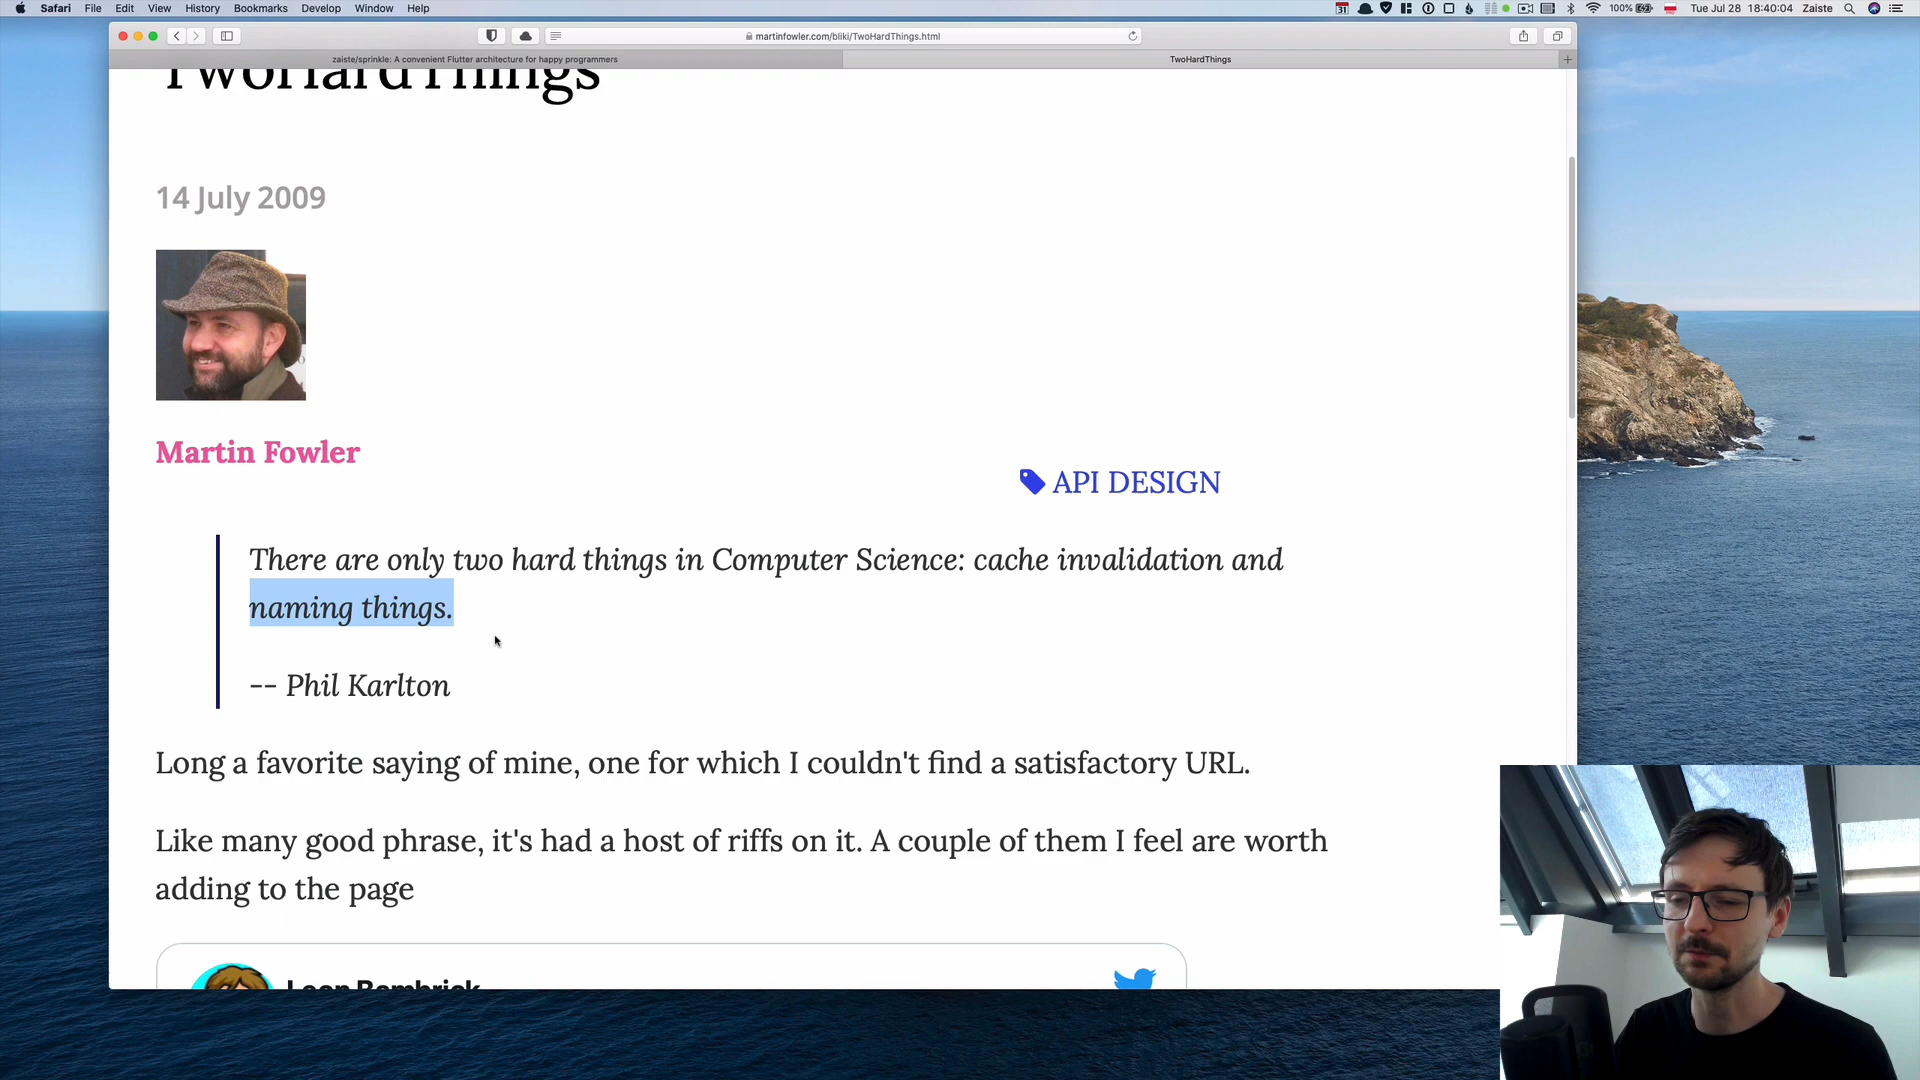 Safari File Edit View History Bookmarks Develop Window Help
31 100% Tue Jul 28 18:40:04 Zaiste
martinfowler.com/bliki/TwoHardThings.html
zaiste/sprinkle: A convenient Flutter architecture for happy programmers
TwoHardThings
TwoHardThings
14 July 2009
Martin Fowler
API DESIGN
There are only two hard things in Computer Science: cache invalidation and
naming things.
-- Phil Karlton
Long a favorite saying of mine, one for which I couldn't find a satisfactory URL.
Like many good phrase, it's had a host of riffs on it. A couple of them I feel are worth
adding to the page
Leon Bambrick